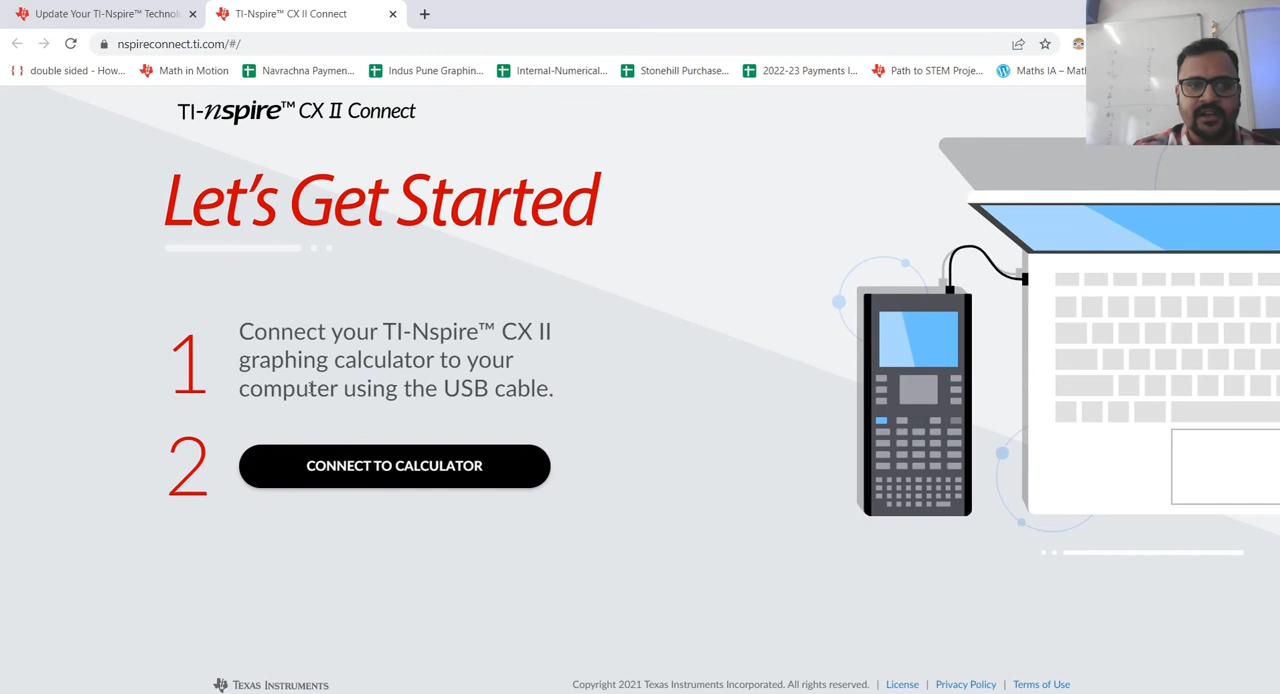 Update Your TI-Nspire™ Technol
TI-Nspire™ CX II Connect
nspireconnect.ti.com/#/
double sided - How...
Math in Motion
Navrachna Paymen...
Indus Pune Graphin...
Internal-Numerical...
Stonehill Purchase...
2022-23 Payments I...
Path to STEM Proje...
Maths IA – Mat
TI-nspire™ CX II Connect
Let's Get Started
1
Connect your TI-Nspire™ CX II
graphing calculator to your
computer using the USB cable.
2
CONNECT TO CALCULATOR
TEXAS INSTRUMENTS
Copyright 2021 Texas Instruments Incorporated. All rights reserved. | License | Privacy Policy | Terms of Use